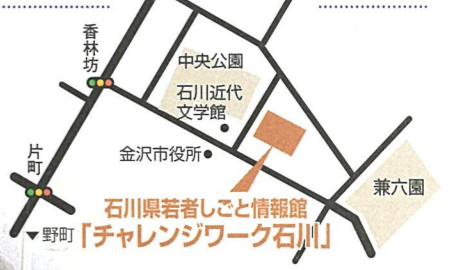 香林坊
中央公園
石川近代
文学館
金沢市役所
片町
兼六園
石川県若者しごと情報館
「チャレンジワーク石川」
▼野町